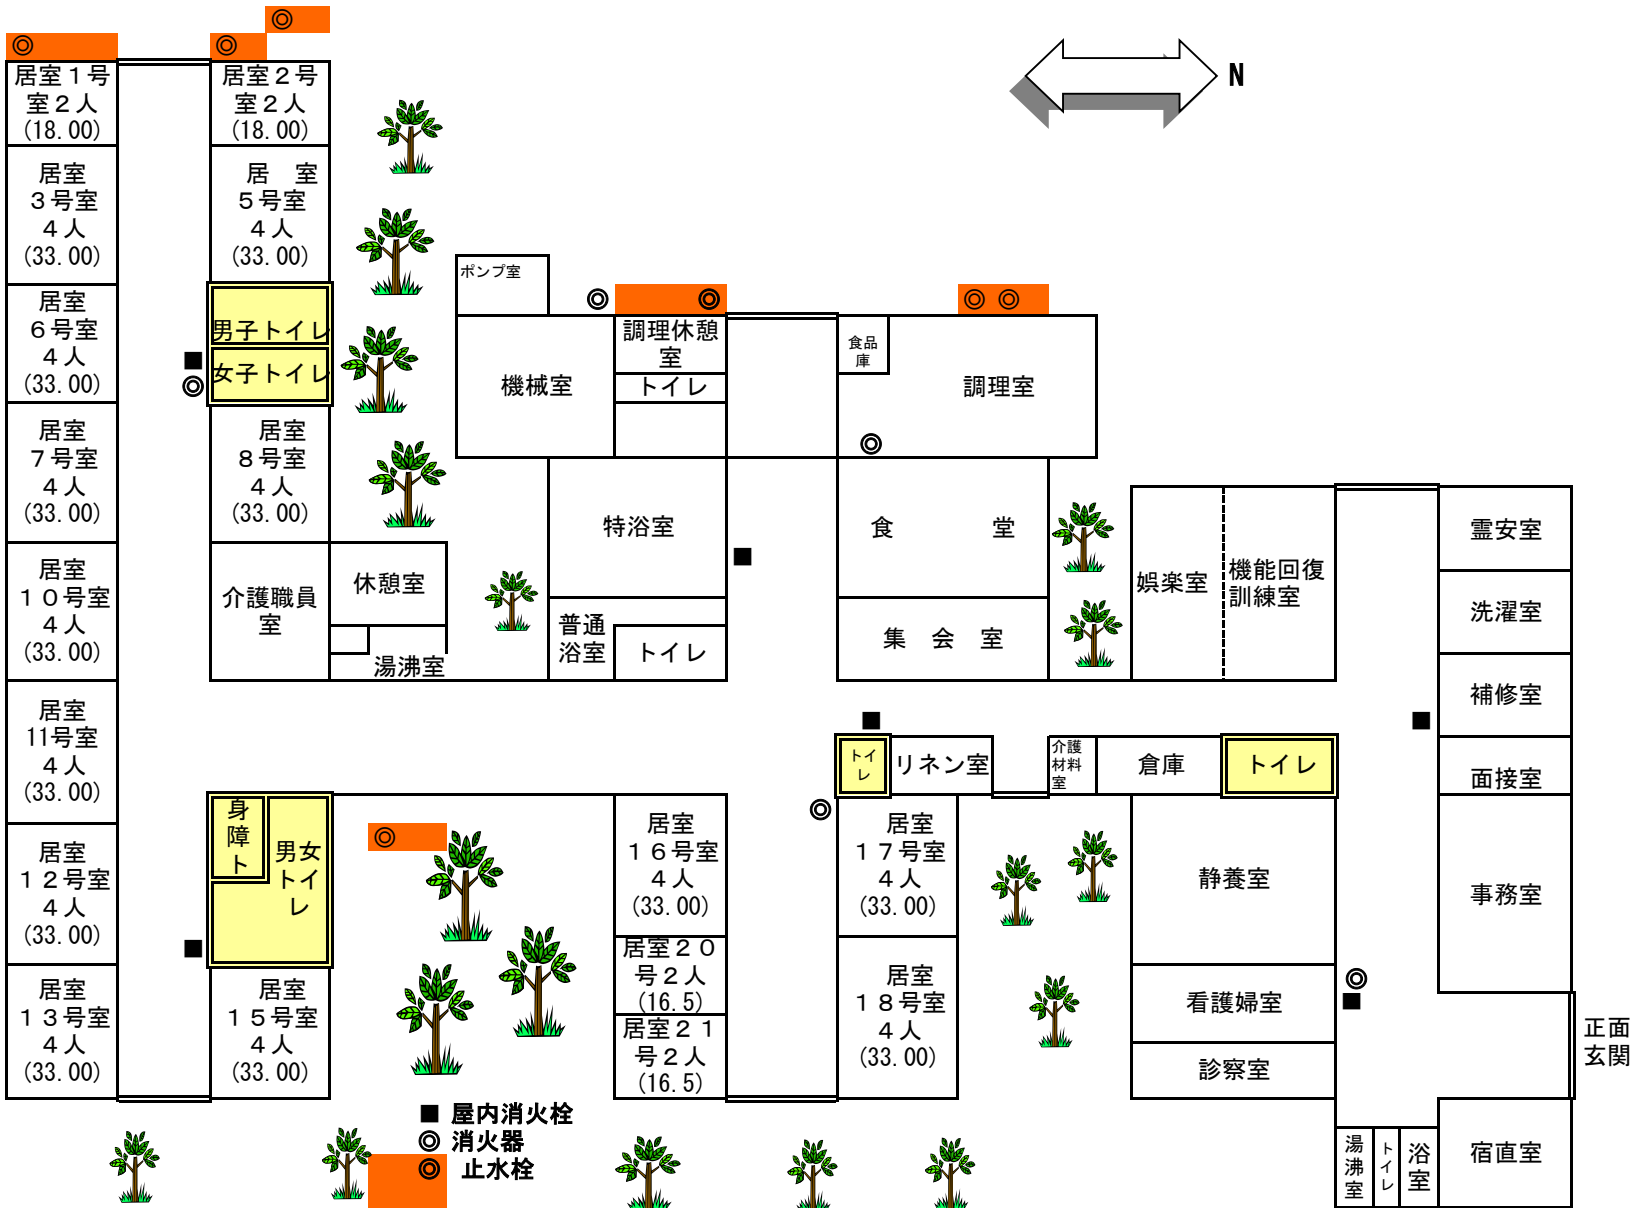 N
居室１号
室２人
(18.00)
居室２号
室２人
(18.00)
居室
３号室
４人
(33.00)
居　室
５号室
４人
(33.00)
居室
６号室
４人
(33.00)
男子トイレ
女子トイレ
居室
７号室
４人
(33.00)
居室
８号室
４人
(33.00)
居室
１０号室
４人
(33.00)
介護職員
室
休憩室
湯沸室
居室
11号室
４人
(33.00)
居室
１２号室
４人
(33.00)
身
障
ト
男女
トイ
レ
居室
１３号室
４人
(33.00)
居室
１５号室
４人
(33.00)
ポンプ室
機械室
調理休憩
室
トイレ
食品
庫
調理室
特浴室
食　　　　堂
普通
浴室
トイレ
集　会　室
娯楽室
機能回復
訓練室
霊安室
洗濯室
補修室
面接室
トイ
レ
リネン室
介護
材料
室
倉庫
トイレ
居室
１６号室
４人
(33.00)
居室２０
号２人
(16.5)
居室２１
号２人
(16.5)
居室
１７号室
４人
(33.00)
居室
１８号室
４人
(33.00)
静養室
看護婦室
診察室
事務室
正面
玄関
湯
沸
室
ト
イ
レ
浴
室
宿直室
■ 屋内消火栓
◎ 消火器
◎ 止水栓